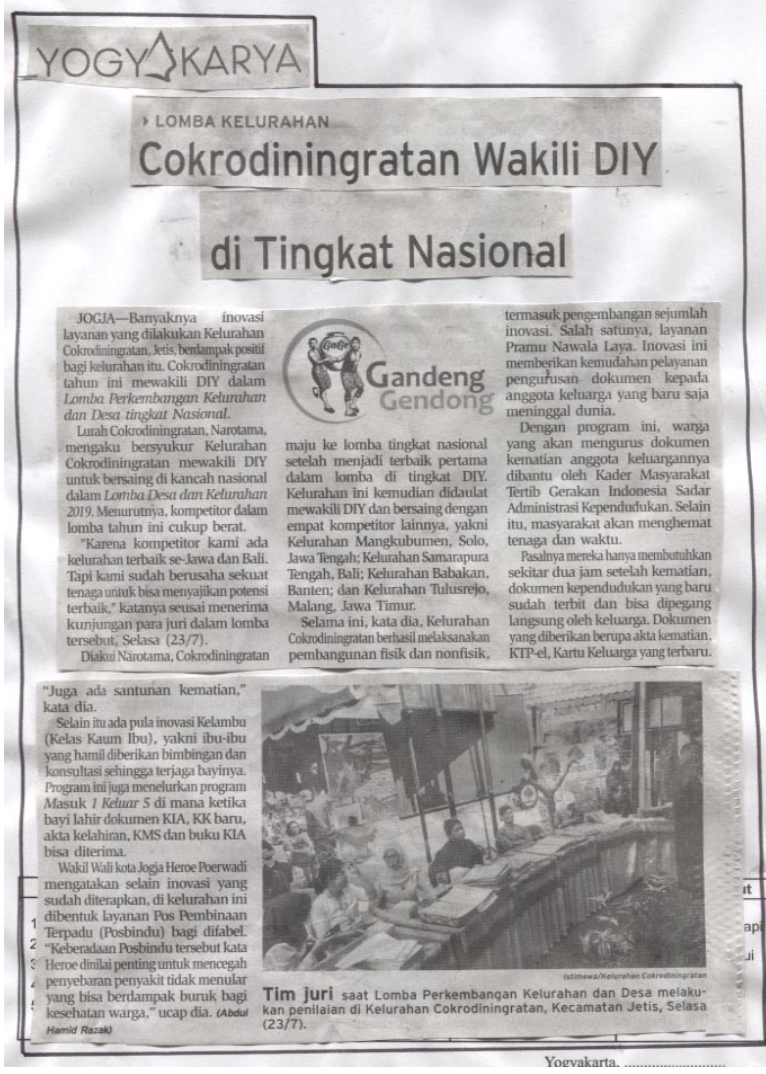 YOGYAKARYA
LOMBA KELURAHAN
Cokrodiningratan Wakili DIY
di Tingkat Nasional
JOGJA—Banyaknya inovasi
layanan yang dilakukan Kelurahan
Cokrodiningratan, Jetis, berdampak positif
bagi kelurahan itu. Cokrodiningratan
tahun ini mewakili DIY dalam
Lomba Perkembangan Kelurahan
dan Desa tingkat Nasional.
Lurah Cokrodiningratan, Narotama,
mengaku bersyukur Kelurahan
Cokrodiningratan mewakili DIY
untuk bersaing di kancah nasional
dalam Lomba Desa dan Kelurahan
2019. Menurutnya, kompetitor dalam
lomba tahun ini cukup berat.
"Karena kompetitor kami ada
kelurahan terbaik se-Jawa dan Bali.
Tapi kami sudah berusaha sekuat
tenaga untuk bisa menyajikan potensi
terbaik," katanya seusai menerima
kunjungan para juri dalam lomba
tersebut, Selasa (23/7).
Diakui Narotama, Cokrodiningratan
GaGe
Gandeng
Gendong
maju ke lomba tingkat nasional
setelah menjadi terbaik pertama
dalam lomba di tingkat DIY.
Kelurahan ini kemudian didaulat
mewakili DIY dan bersaing dengan
empat kompetitor lainnya, yakni
Kelurahan Mangkubumen, Solo,
Jawa Tengah; Kelurahan Samarapura
Tengah, Bali; Kelurahan Babakan,
Banten; dan Kelurahan Tulusrejo,
Malang, Jawa Timur.
Selama ini, kata dia, Kelurahan
Cokrodiningratan berhasil melaksanakan
pembangunan fisik dan nonfisik,
termasuk pengembangan sejumlah
inovasi. Salah satunya, layanan
Pramu Nawala Laya. Inovasi ini
memberikan kemudahan pelayanan
pengurusan dokumen kepada
anggota keluarga yang baru saja
meninggal dunia.
Dengan program ini, warga
yang akan mengurus dokumen
kematian anggota keluargannya
dibantu oleh Kader Masyarakat
Tertib Gerakan Indonesia Sadar
Administrasi Kependudukan. Selain
itu, masyarakat akan menghemat
tenaga dan waktu.
Pasalnya mereka hanya membutuhkan
sekitar dua jam setelah kematian,
dokumen kependudukan yang baru
sudah terbit dan bisa dipegang
langsung oleh keluarga. Dokumen
yang diberikan berupa akta kematian,
KTP-el, Kartu Keluarga yang terbaru.
"Juga ada santunan kematian,"
kata dia.
Selain itu ada pula inovasi Kelambu
(Kelas Kaum Ibu), yakni ibu-ibu
yang hamil diberikan bimbingan dan
konsultasi sehingga terjaga bayinya.
Program ini juga menelurkan program
Masuk 1 Keluar 5 di mana ketika
bayi lahir dokumen KIA, KK baru,
akta kelahiran, KMS dan buku KIA
bisa diterima.
Wakil Wali kota Jogja Heroe Poerwadi
mengatakan selain inovasi yang
sudah diterapkan, di kelurahan ini
dibentuk layanan Pos Pembinaan
Terpadu (Posbindu) bagi difabel.
"Keberadaan Posbindu tersebut kata
Heroe dinilai penting untuk mencegah
penyebaran penyakit tidak menular
yang bisa berdampak buruk bagi
kesehatan warga," ucap dia. (Abdul
Hamid Razak)
Istimewa/Kelurahan Cokrodiningratan
Tim juri saat Lomba Perkembangan Kelurahan dan Desa melaku-
kan penilaian di Kelurahan Cokrodiningratan, Kecamatan Jetis, Selasa
(23/7).
Yogyakarta, ...........................